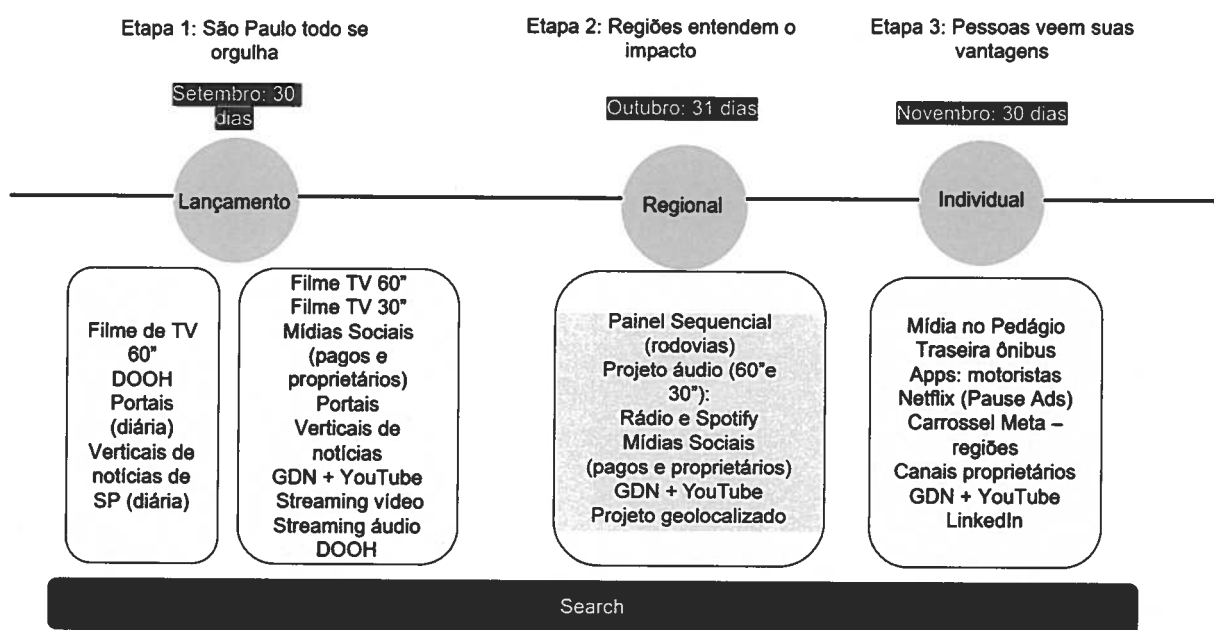 Etapa 1: São Paulo todo se
orgulha
Setembro: 30
dias
Lançamento
Filme de TV
60"
DOOH
Portais
(diária)
Verticais de
notícias de
SP (diária)
Filme TV 60"
Filme TV 30"
Mídias Sociais
(pagos e
proprietários)
Portais
Verticais de
notícias
GDN + YouTube
Streaming vídeo
Streaming áudio
DOOH
Etapa 2: Regiões entendem o
impacto
Outubro: 31 dias
Regional
Painel Sequencial
(rodovias)
Projeto áudio (60"e
30"):
Rádio e Spotify
Mídias Sociais
(pagos e proprietários)
GDN + YouTube
Projeto geolocalizado
Etapa 3: Pessoas veem suas
vantagens
Novembro: 30 dias
Individual
Mídia no Pedágio
Traseira ônibus
Apps: motoristas
Netflix (Pause Ads)
Carrossel Meta –
regiões
Canais proprietários
GDN + YouTube
LinkedIn
Search